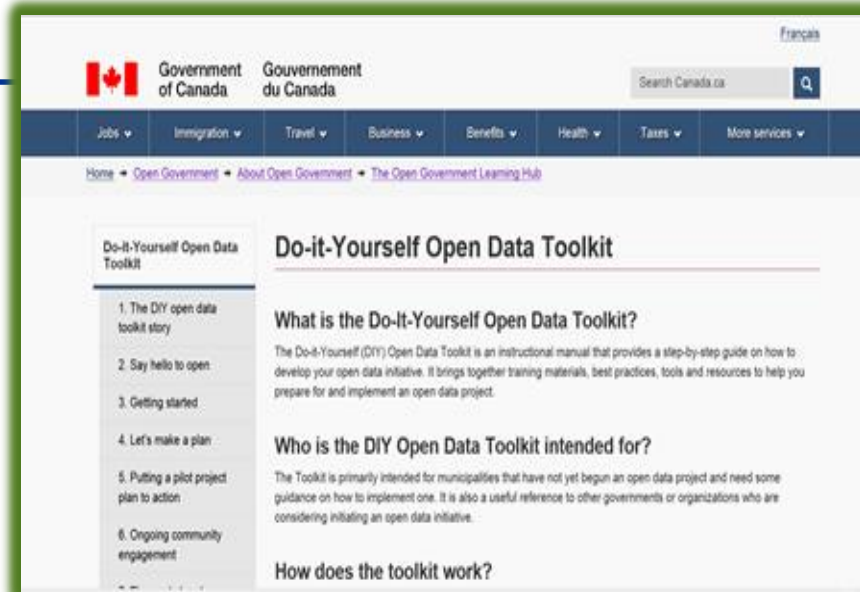 Français
Government of Canada
Gouvernement du Canada
Search Canada.ca
Jobs
Immigration
Travel
Business
Benefits
Health
Taxes
More services
Home → Open Government → About Open Government → The Open Government Learning Hub
Do-It-Yourself Open Data
Toolkit
1. The DIY open data
toolkit story
2. Say hello to open
3. Getting started
4. Let's make a plan
5. Putting a pilot project
plan to action
6. Ongoing community
engagement
Do-it-Yourself Open Data Toolkit
What is the Do-It-Yourself Open Data Toolkit?
The Do-it-Yourself (DIY) Open Data Toolkit is an instructional manual that provides a step-by-step guide on how to
develop your open data initiative. It brings together training materials, best practices, tools and resources to help you
prepare for and implement an open data project.
Who is the DIY Open Data Toolkit intended for?
The Toolkit is primarily intended for municipalities that have not yet begun an open data project and need some
guidance on how to implement one. It is also a useful reference to other governments or organizations who are
considering initiating an open data initiative.
How does the toolkit work?